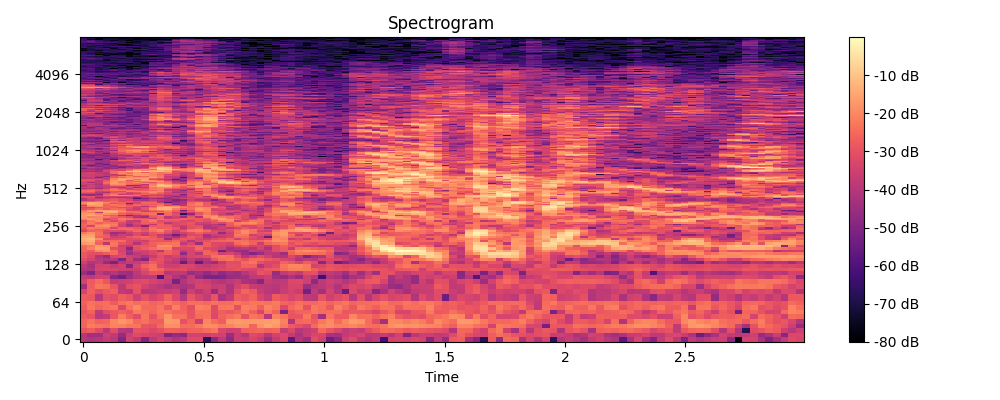 Spectrogram
4096
2048
1024
512
256
128
64
0
Hz
0
0.5
1
1.5
2
2.5
Time
-10 dB
-20 dB
-30 dB
-40 dB
-50 dB
-60 dB
-70 dB
-80 dB